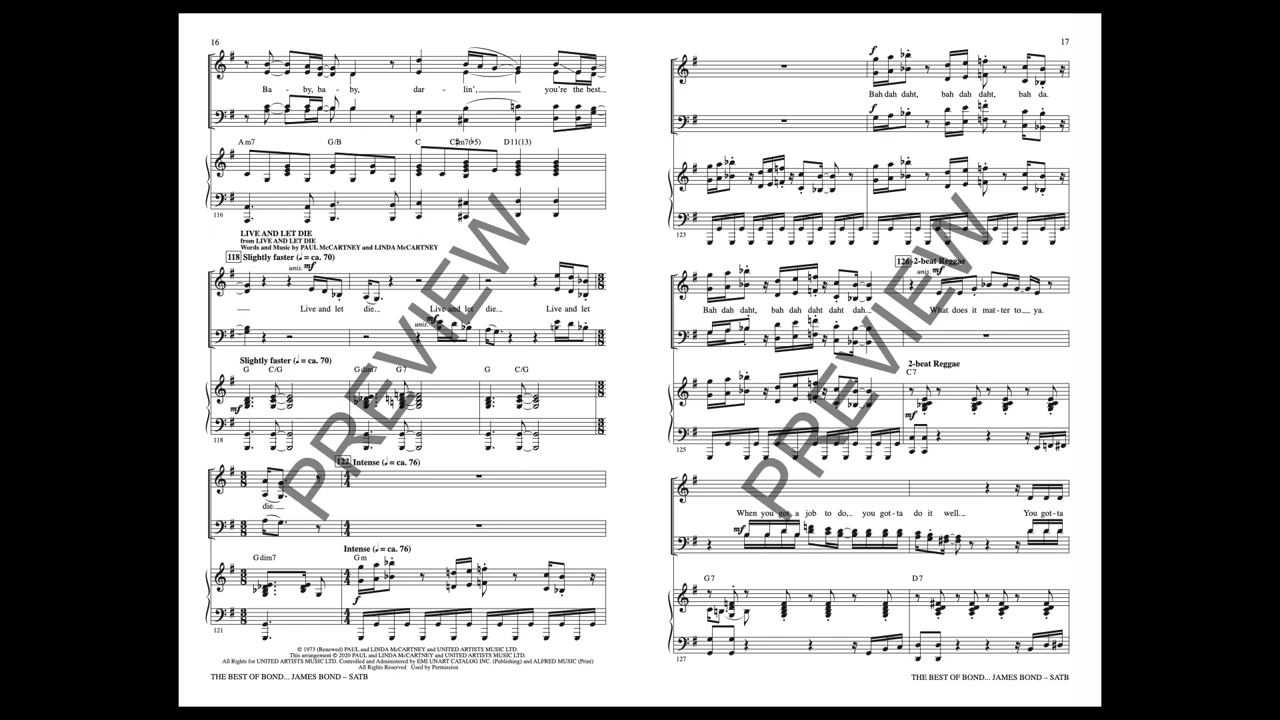 16
Ba - by, ba - by, dar - lin', you're the best.
Am7 G/B C C#m7(b5) D11(13)
116
LIVE AND LET DIE
from LIVE AND LET DIE
Words and Music by PAUL McCARTNEY and LINDA McCARTNEY
118 Slightly faster (♩ = ca. 70)
unis. mf
Live and let die. Live and let die. Live and let
unis. mf
Slightly faster (♩ = ca. 70)
G C/G Gdim7 G7 G C/G
mf
118
122 Intense (♩ = ca. 76)
3 8 4 4
die.
Intense (♩ = ca. 76)
Gdim7 Gm
f
121
© 1973 (Renewed) PAUL and LINDA McCARTNEY and UNITED ARTISTS MUSIC LTD.
This arrangement © 2020 PAUL and LINDA McCARTNEY and UNITED ARTISTS MUSIC LTD.
All Rights for UNITED ARTISTS MUSIC LTD. Controlled and Administered by EMI UNART CATALOG INC. (Publishing) and ALFRED MUSIC (Print)
All Rights Reserved Used by Permission
THE BEST OF BOND... JAMES BOND – SATB
PREVIEW
17
f
Bah dah daht, bah dah daht, bah da.
f
123
126 2-beat Reggae
unis. mf
Bah dah daht, bah dah daht daht dah. What does it mat - ter to ya.
2-beat Reggae
C7
mf
125
When you got a job to do, you got - ta do it well. You got - ta
mf
G7 D7
127
THE BEST OF BOND... JAMES BOND – SATB
PREVIEW